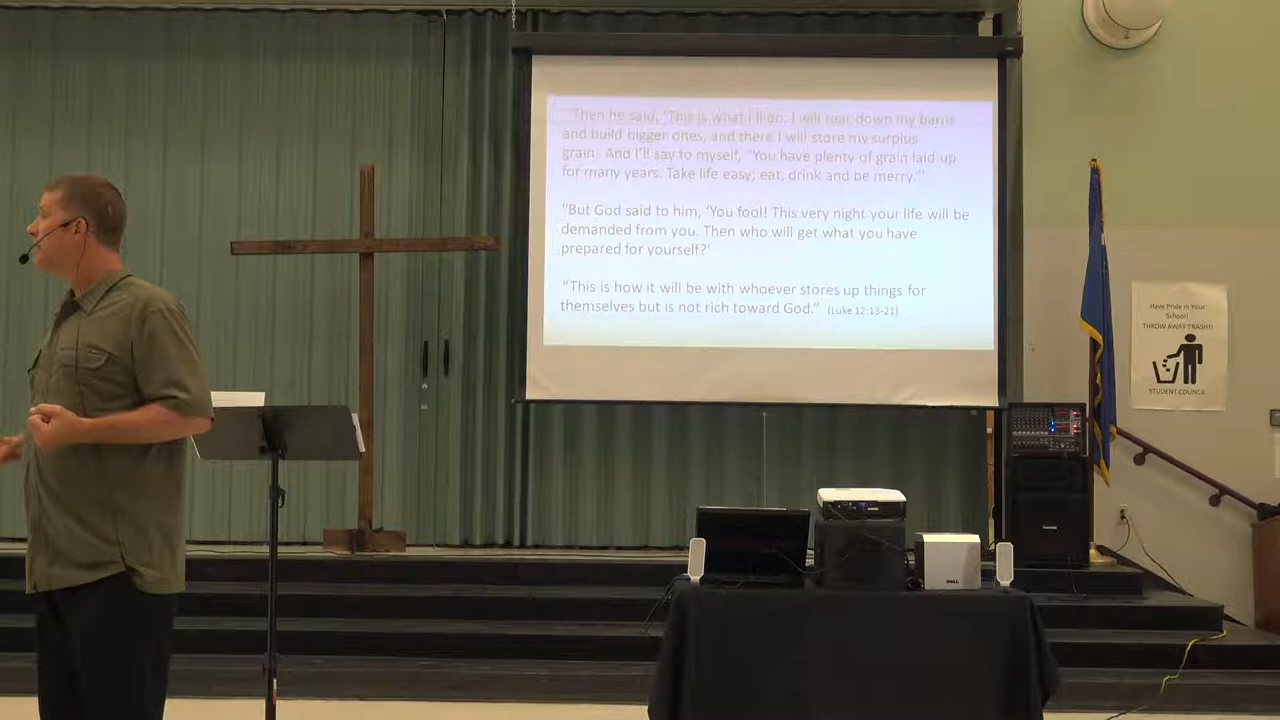 "Then he said, 'This is what I'll do. I will tear down my barns
and build bigger ones, and there I will store my surplus
grain. And I'll say to myself, "You have plenty of grain laid up
for many years. Take life easy; eat, drink and be merry."'
"But God said to him, 'You fool! This very night your life will be
demanded from you. Then who will get what you have
prepared for yourself?'
"This is how it will be with whoever stores up things for
themselves but is not rich toward God." (Luke 12:13-21)
Have Pride in Your
School!
THROW AWAY TRASH!!!
STUDENT COUNCIL
DELL